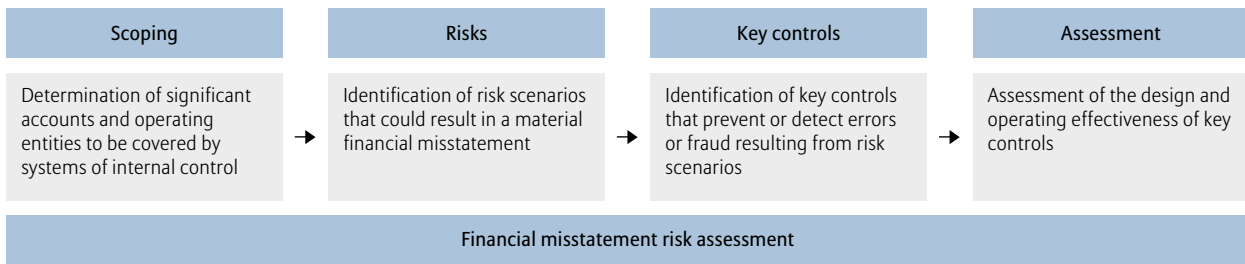 Scoping
Risks
Key controls
Assessment
Determination of significant
accounts and operating
entities to be covered by
systems of internal control
Identification of risk scenarios
that could result in a material
financial misstatement
Identification of key controls
that prevent or detect errors
or fraud resulting from risk
scenarios
Assessment of the design and
operating effectiveness of key
controls
Financial misstatement risk assessment